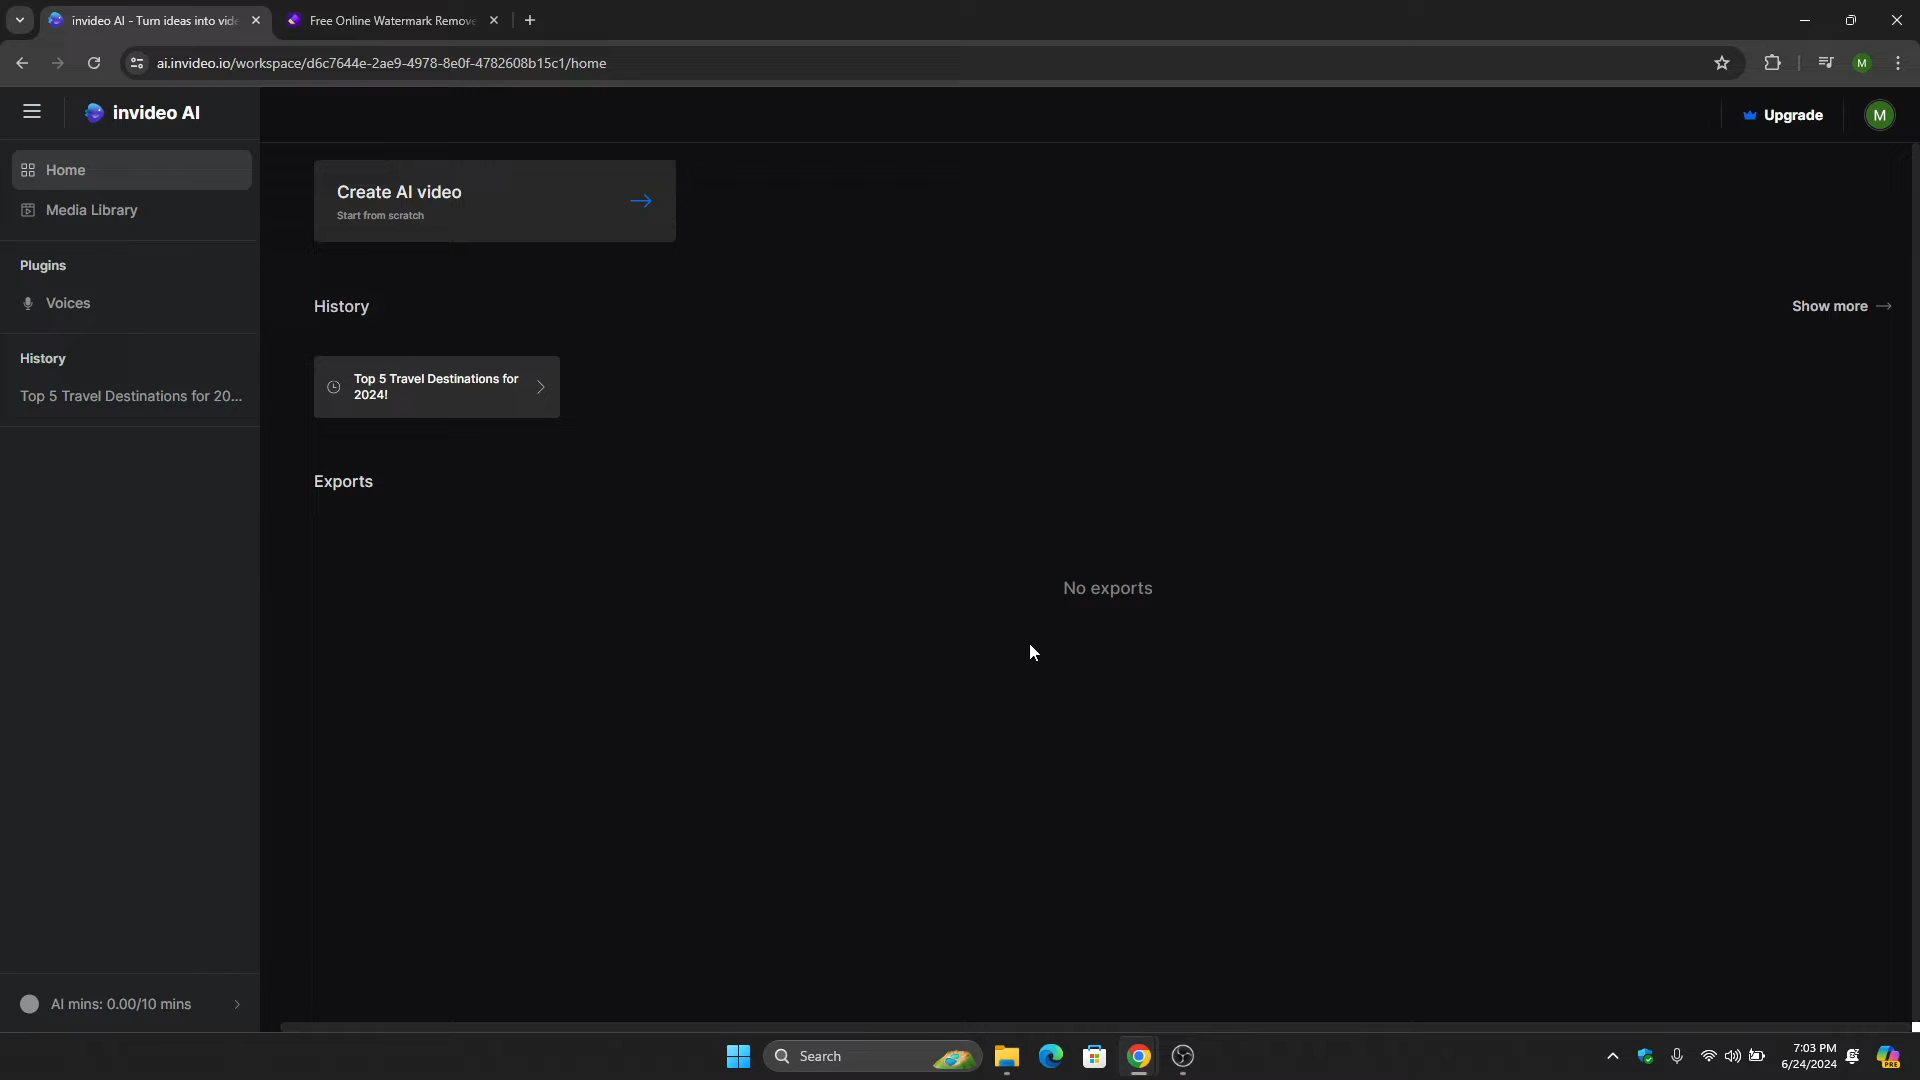 invideo AI - Turn ideas into vide
Free Online Watermark Remove
ai.invideo.io/workspace/d6c7644e-2ae9-4978-8e0f-4782608b15c1/home
M
invideo AI
Upgrade
M
Home
Media Library
Plugins
Voices
History
Top 5 Travel Destinations for 20...
Create AI video
Start from scratch
History
Show more
Top 5 Travel Destinations for
2024!
Exports
No exports
AI mins: 0.00/10 mins
Search
7:03 PM
6/24/2024
PRE